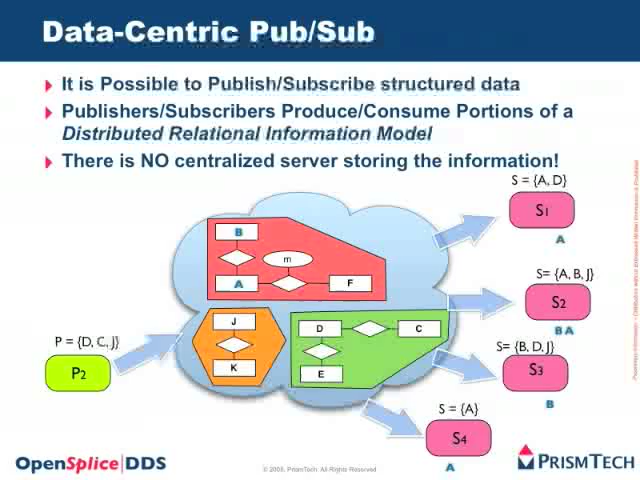 Data-Centric Pub/Sub
It is Possible to Publish/Subscribe structured data
Publishers/Subscribers Produce/Consume Portions of a
Distributed Relational Information Model
There is NO centralized server storing the information!
S = {A, D}
S1
A
B
m
A
F
S= {A, B, J}
S2
B A
J
D
C
P = {D, C, J}
P2
K
E
S= {B, D, J}
S3
B
S = {A}
S4
A
OpenSplice|DDS
© 2009, PrismTech. All Rights Reserved
PRISMTECH